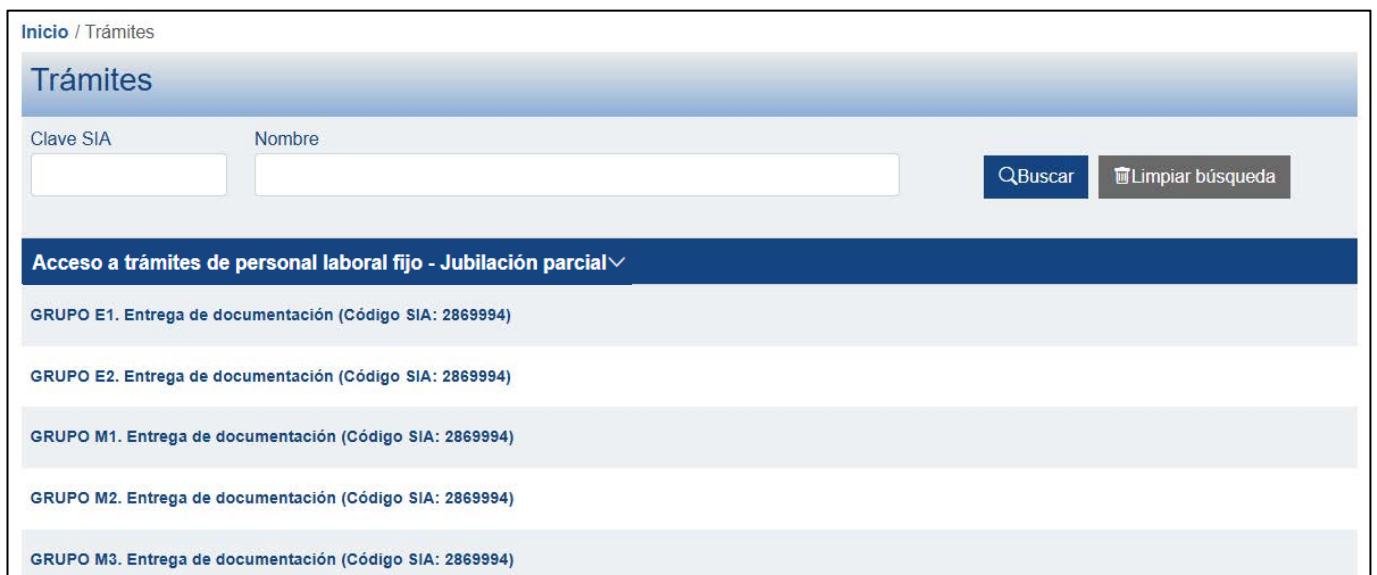 Inicio / Trámites
Trámites
Clave SIA Nombre
Buscar Limpiar búsqueda
Acceso a trámites de personal laboral fijo - Jubilación parcial
GRUPO E1. Entrega de documentación (Código SIA: 2869994)
GRUPO E2. Entrega de documentación (Código SIA: 2869994)
GRUPO M1. Entrega de documentación (Código SIA: 2869994)
GRUPO M2. Entrega de documentación (Código SIA: 2869994)
GRUPO M3. Entrega de documentación (Código SIA: 2869994)